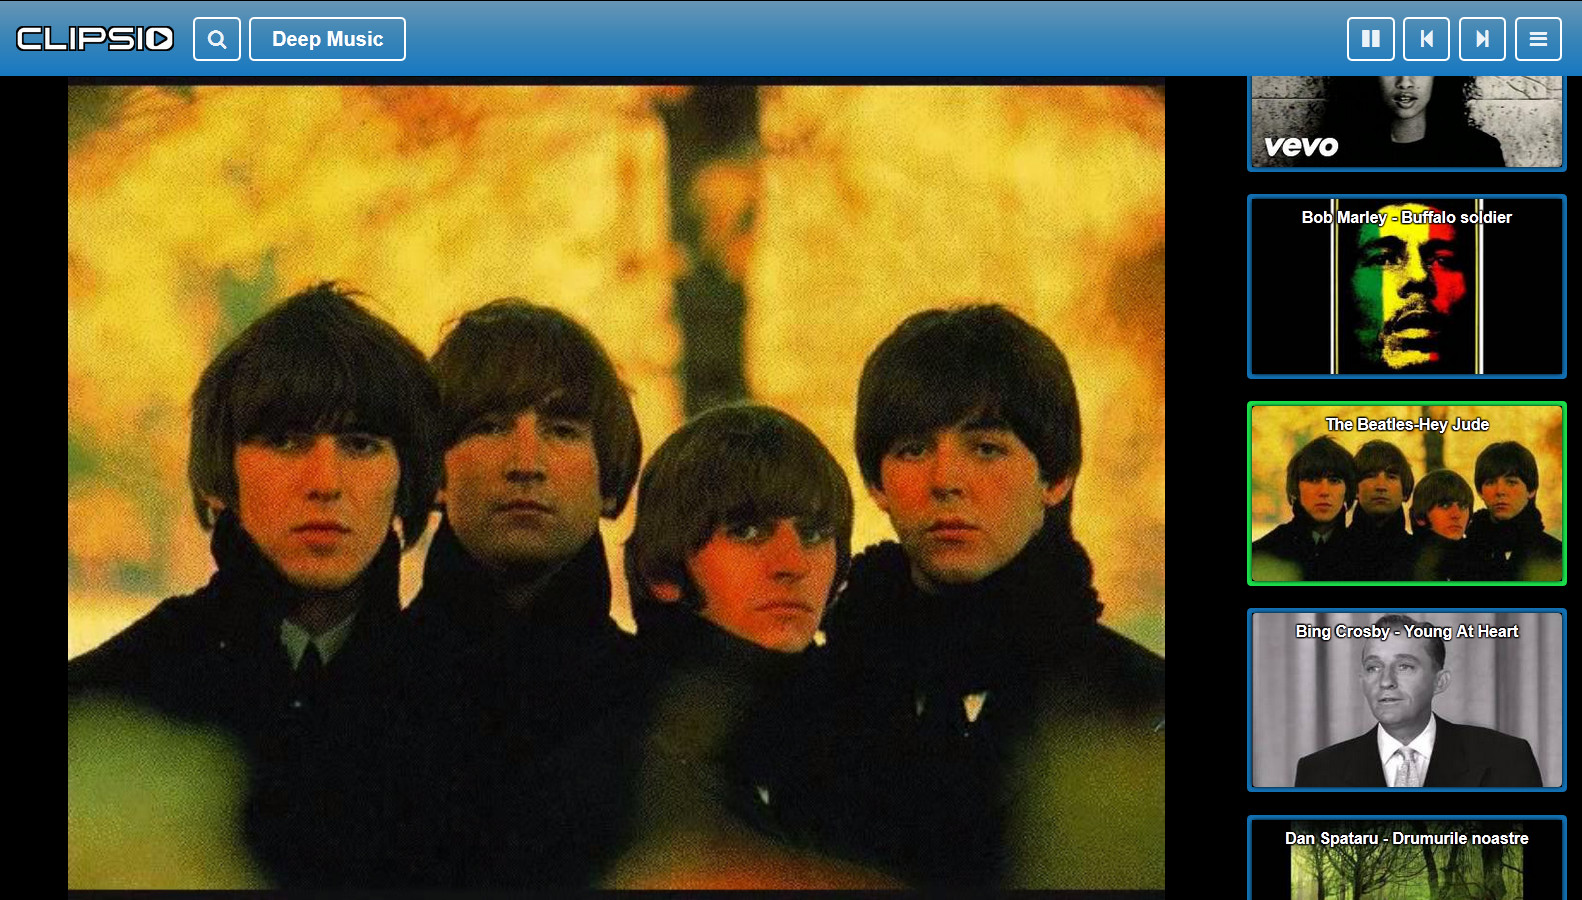 CLIPSIO
Deep Music
vevo
Bob Marley - Buffalo soldier
The Beatles-Hey Jude
Bing Crosby - Young At Heart
Dan Spataru - Drumurile noastre